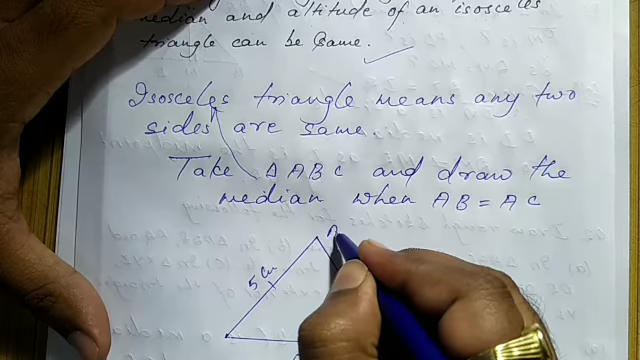 median and altitude of an isosceles
triangle can be same.
Isosceles triangle means any two
sides are same.
Take △ABC and draw the
median when AB = AC
A
5 cm